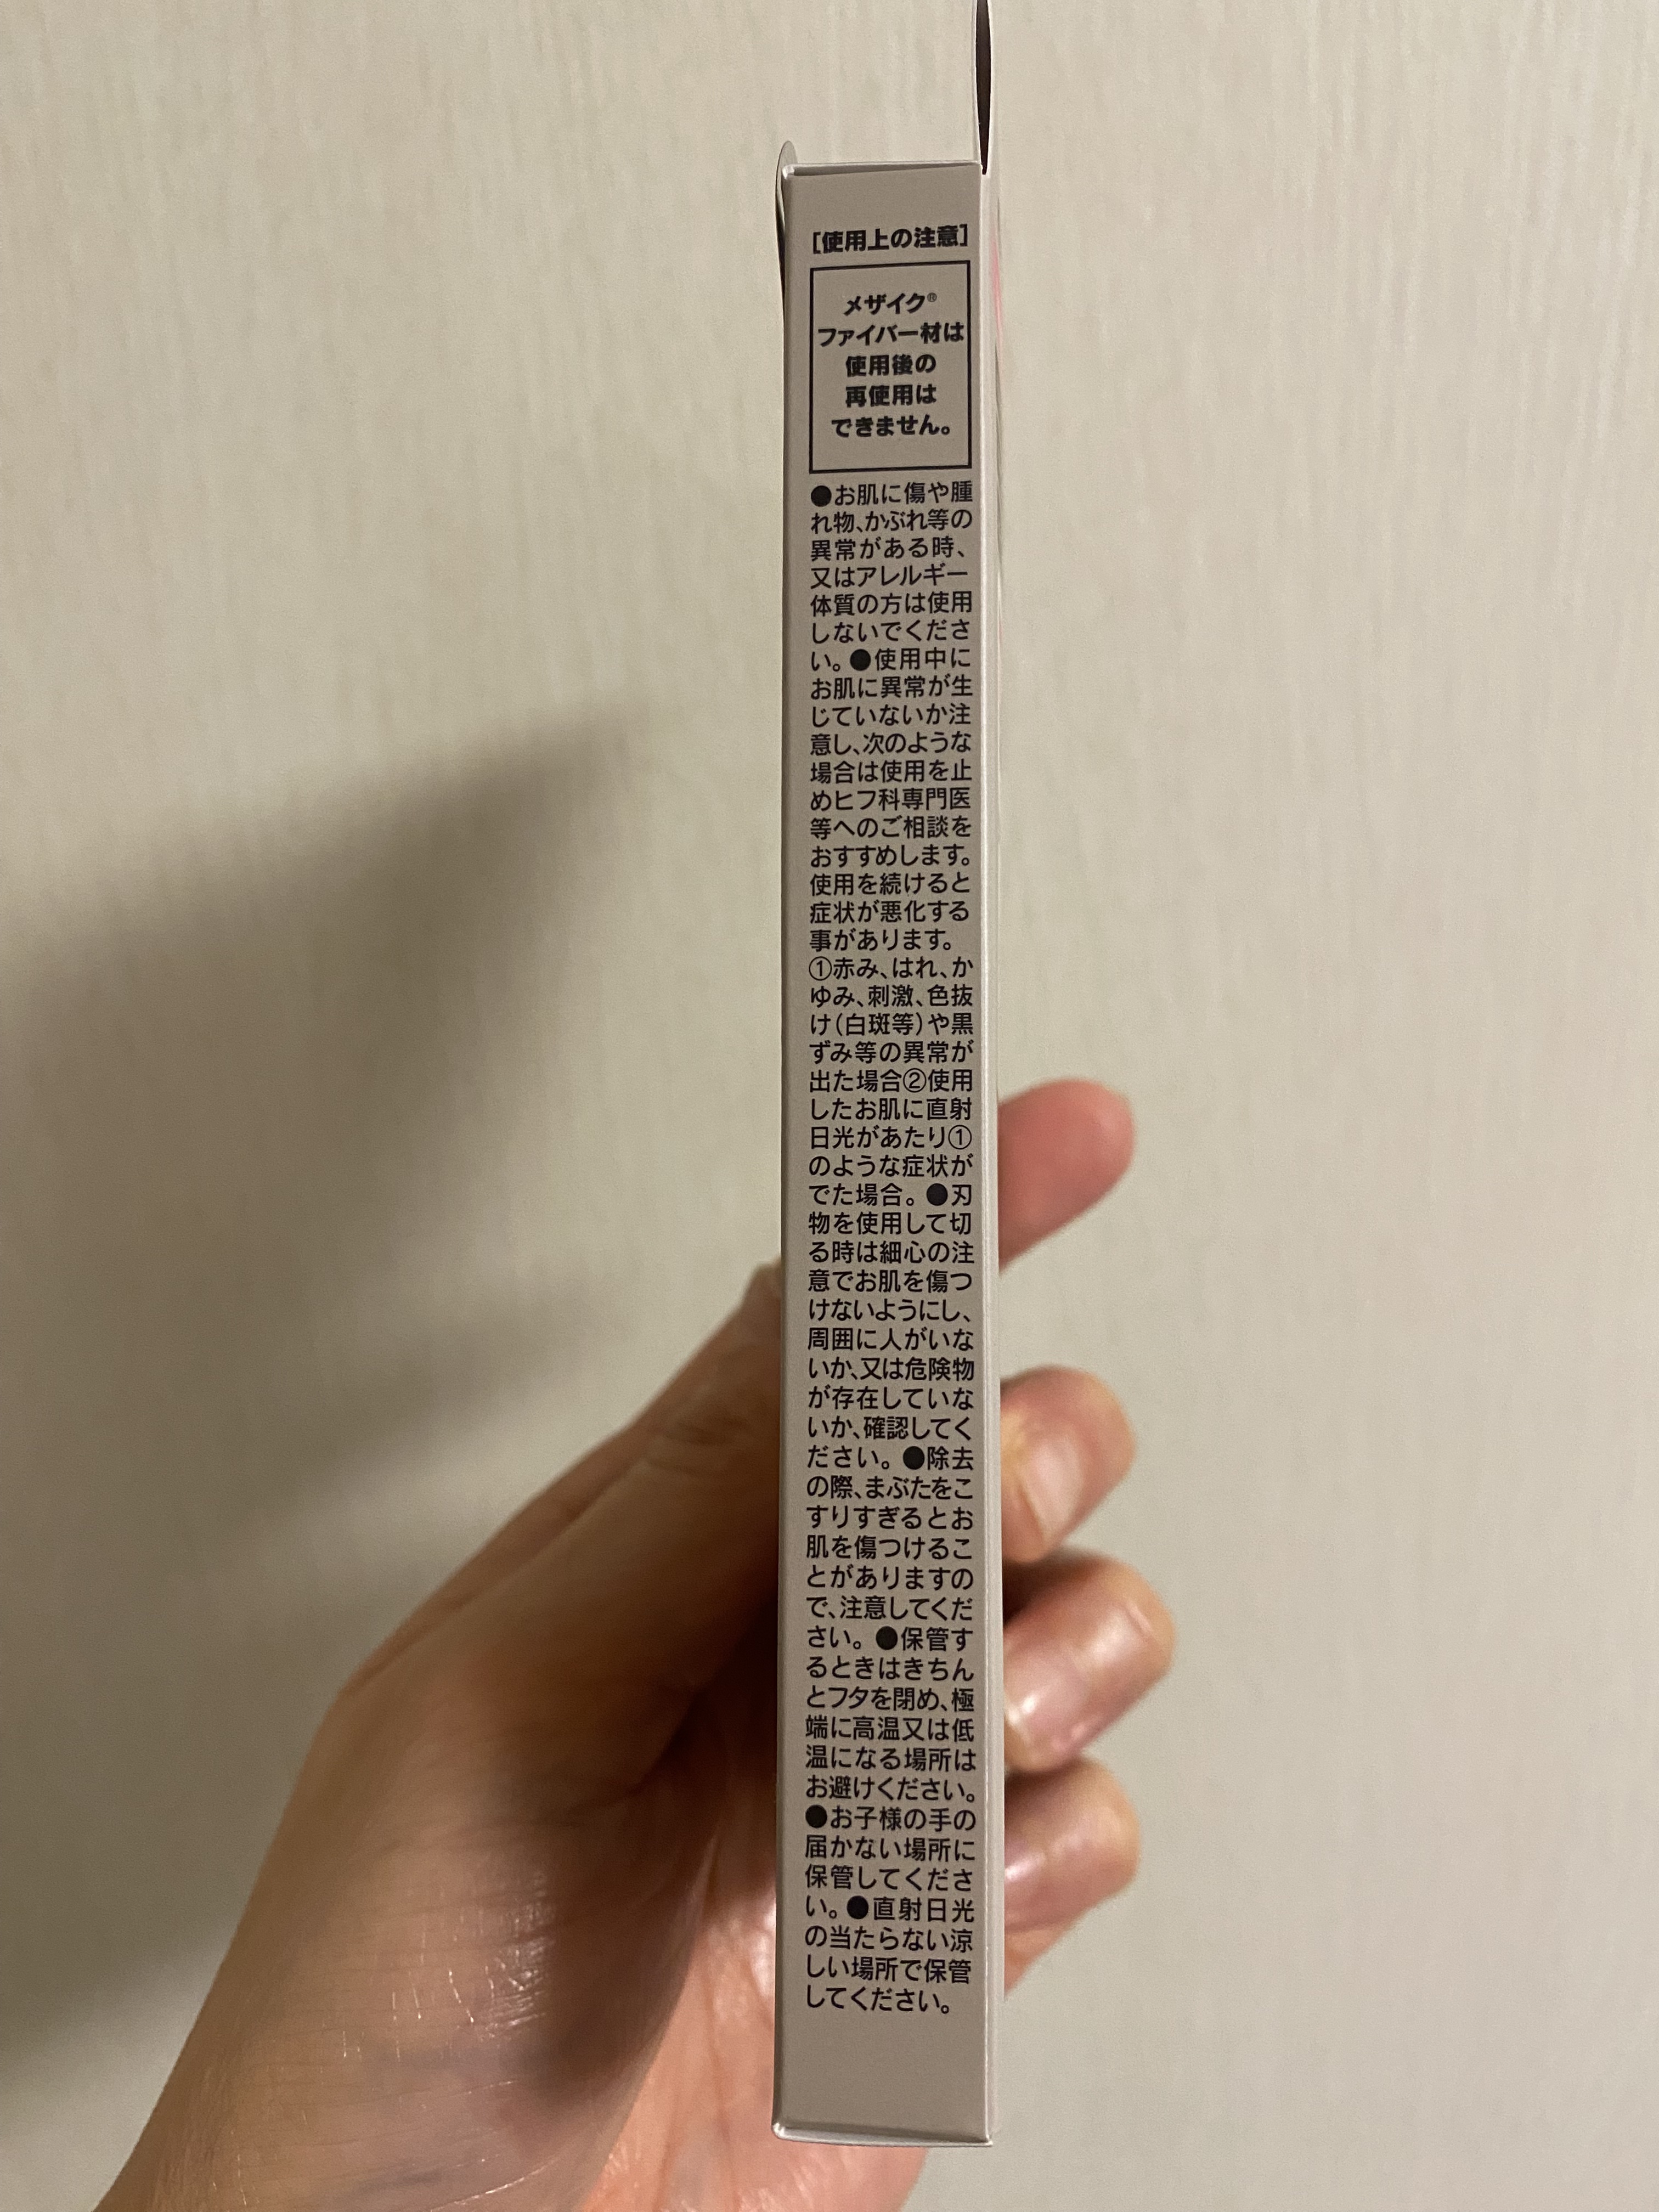 [使用上の注意]
メザイク®
ファイバー材は
使用後の
再使用は
できません。
●お肌に傷や腫
れ物、かぶれ等の
異常がある時、
又はアレルギー
体質の方は使用
しないでくださ
い。●使用中に
お肌に異常が生
じていないか注
意し、次のような
場合は使用を止
めヒフ科専門医
等へのご相談を
おすすめします。
使用を続けると
症状が悪化する
事があります。
①赤み、はれ、か
ゆみ、刺激、色抜
け(白斑等)や黒
ずみ等の異常が
出た場合②使用
したお肌に直射
日光があたり①
のような症状が
でた場合。●刃
物を使用して切
る時は細心の注
意でお肌を傷つ
けないようにし、
周囲に人がいな
いか、又は危険物
が存在していな
いか、確認してく
ださい。●除去
の際、まぶたをこ
すりすぎるとお
肌を傷つけるこ
とがありますの
で、注意してくだ
さい。●保管す
るときはきちん
とフタを閉め、極
端に高温又は低
温になる場所は
お避けください。
●お子様の手の
届かない場所に
保管してくださ
い。●直射日光
の当たらない涼
しい場所で保管
してください。